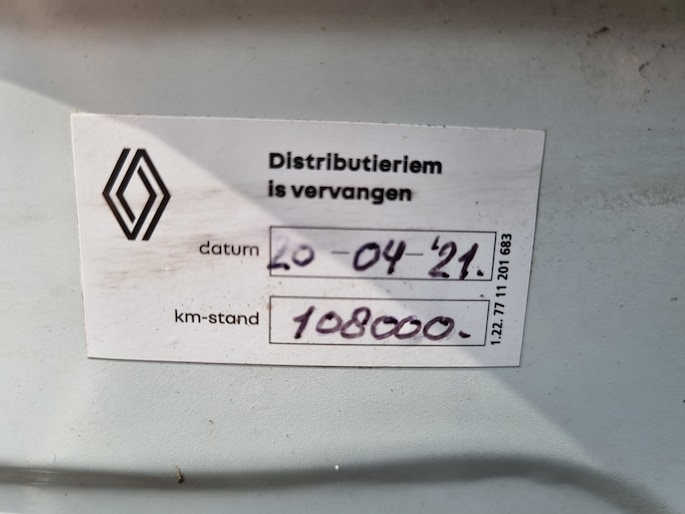 Distributieriem
is vervangen
datum 20-04-'21.
km-stand 108000.-
1.22. 77 11 201 683